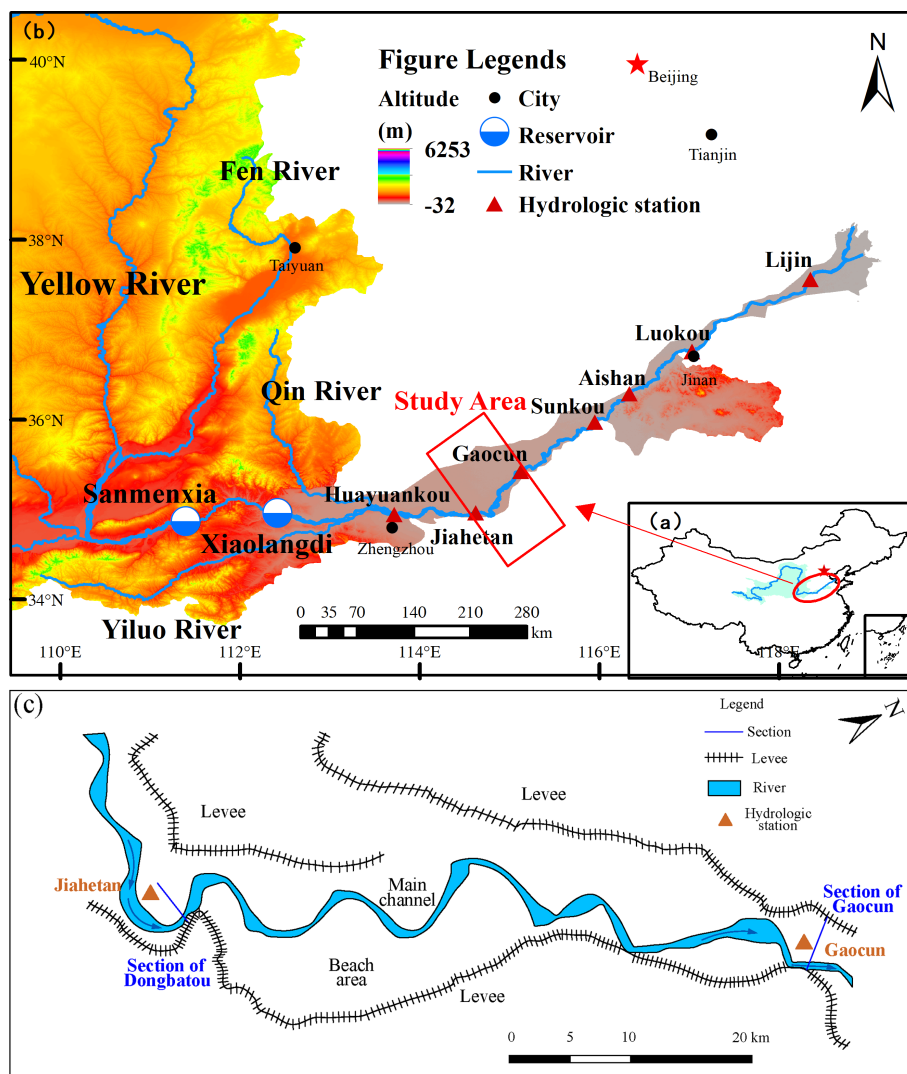 (b)
40°N
38°N
36°N
34°N
110°E
112°E
114°E
116°E
118°E
Figure Legends
Altitude
(m)
6253
-32
City
Reservoir
River
Hydrologic station
N
Beijing
Tianjin
Fen River
Taiyuan
Yellow River
Qin River
Lijin
Luokou
Jinan
Aishan
Sunkou
Study Area
Gaocun
Huayuankou
Jiahetan
Zhengzhou
Sanmenxia
Xiaolangdi
Yiluo River
0 35 70 140 210 280
km
(a)
(c)
Legend
Section
Levee
River
Hydrologic
station
N
Levee
Levee
Jiahetan
Main
channel
Section of
Gaocun
Gaocun
Section of
Dongbatou
Beach
area
Levee
0 5 10 20 km